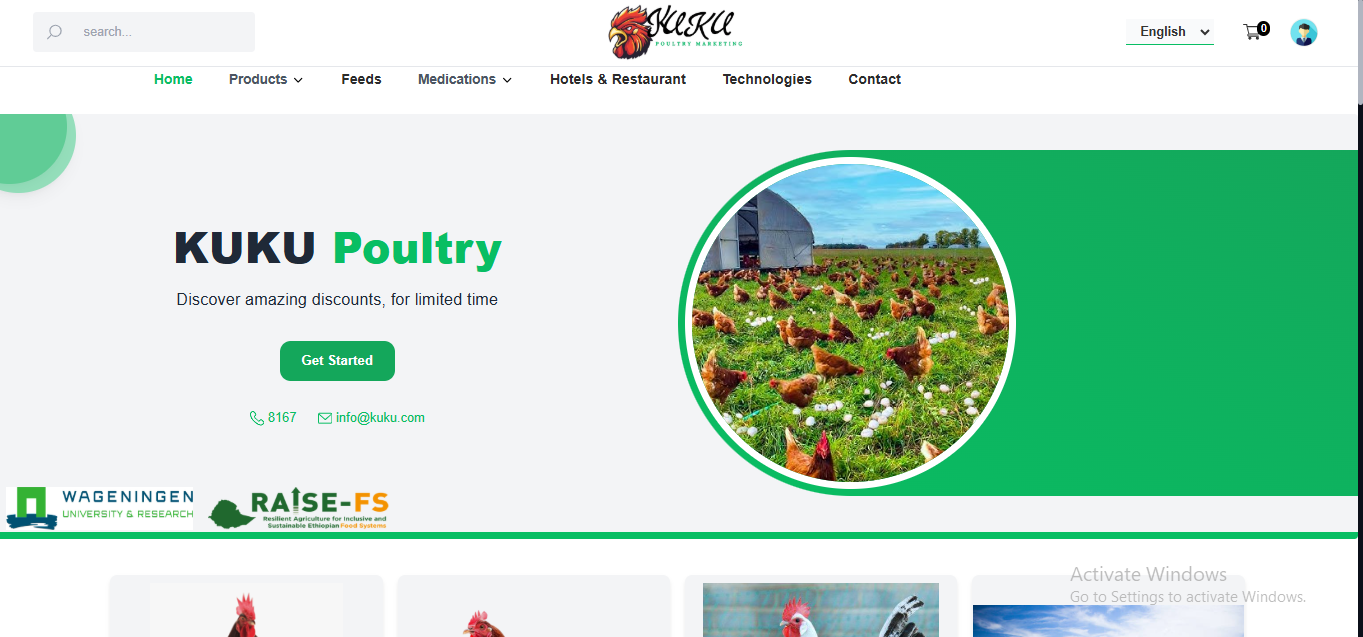 search...
KUKU
POULTRY MARKETING
English
0
Home
Products
Feeds
Medications
Hotels & Restaurant
Technologies
Contact
KUKU Poultry
Discover amazing discounts, for limited time
Get Started
8167
info@kuku.com
WAGENINGEN
UNIVERSITY & RESEARCH
RAISE-FS
Resilient Agriculture for Inclusive and
Sustainable Ethiopian Food Systems
Activate Windows
Go to Settings to activate Windows.